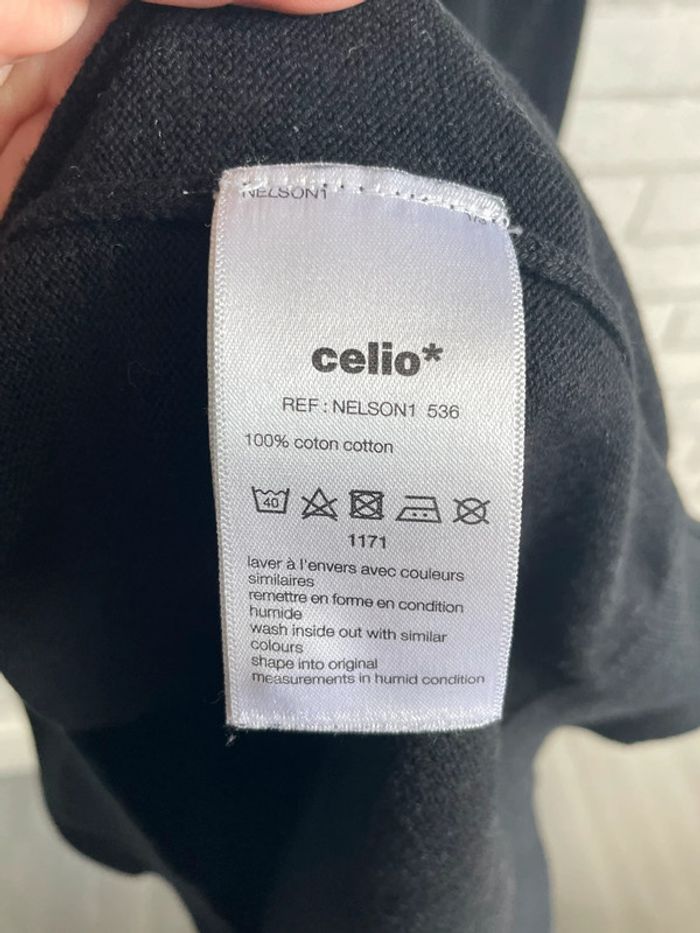 NELSON1
celio*
REF : NELSON1 536
100% coton cotton
40
1171
laver à l'envers avec couleurs
similaires
remettre en forme en condition
humide
wash inside out with similar
colours
shape into original
measurements in humid condition